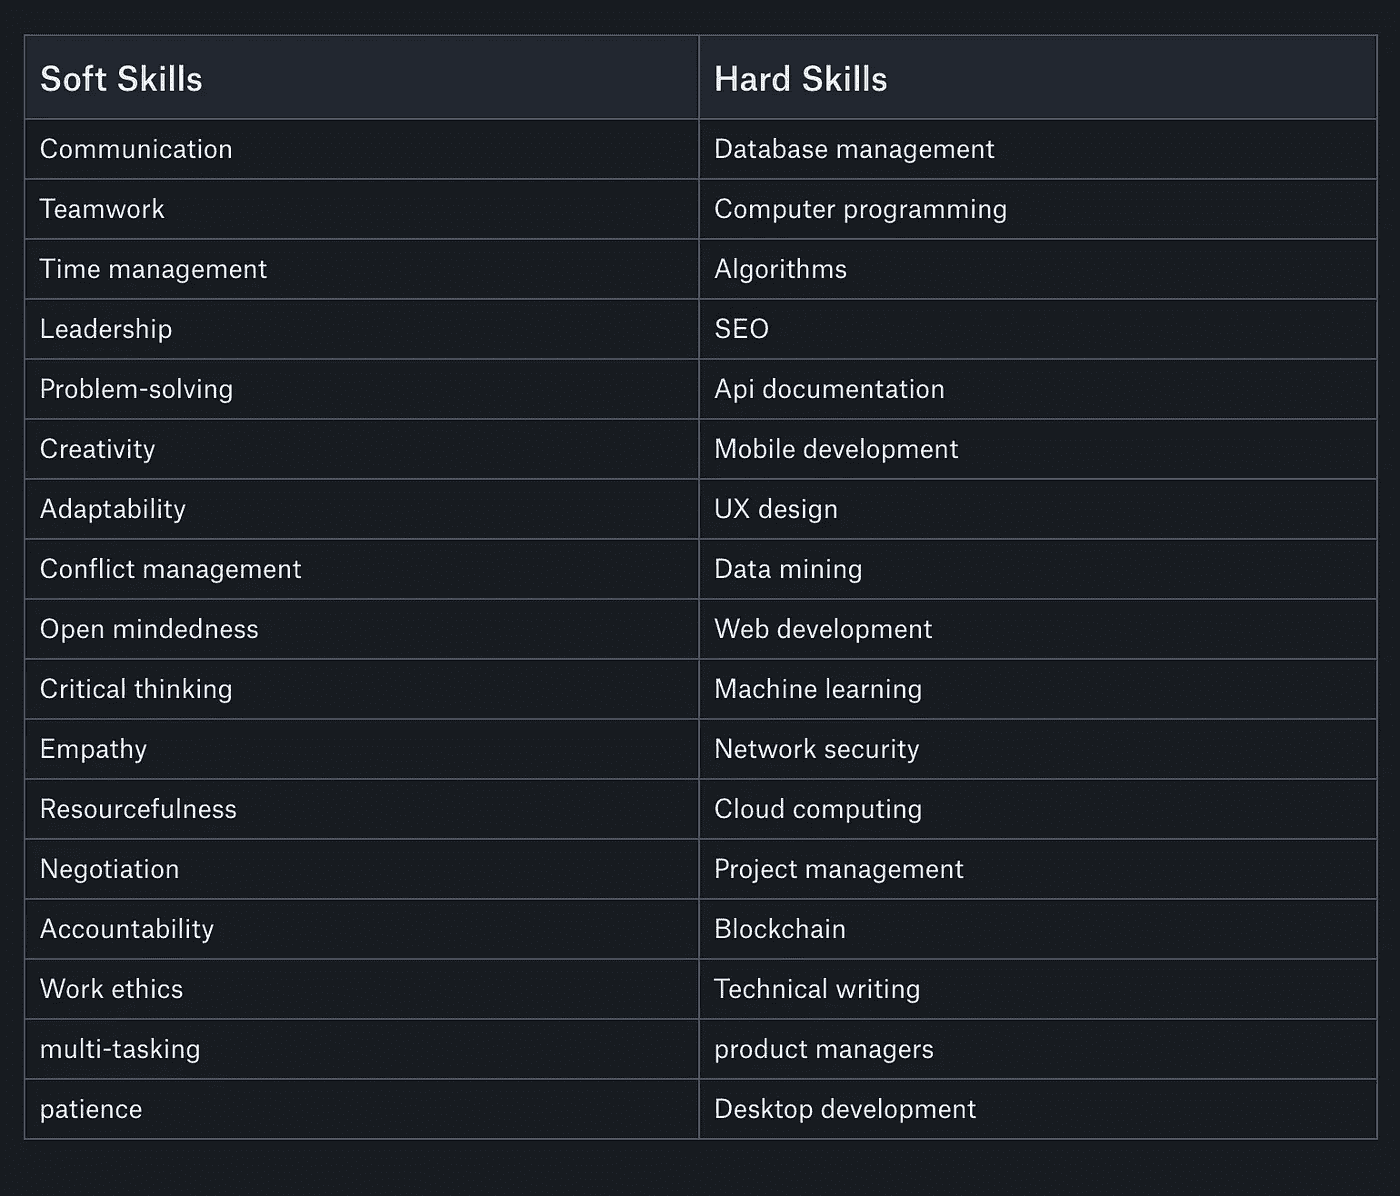 Soft Skills Hard Skills
Communication Database management
Teamwork Computer programming
Time management Algorithms
Leadership SEO
Problem-solving Api documentation
Creativity Mobile development
Adaptability UX design
Conflict management Data mining
Open mindedness Web development
Critical thinking Machine learning
Empathy Network security
Resourcefulness Cloud computing
Negotiation Project management
Accountability Blockchain
Work ethics Technical writing
multi-tasking product managers
patience Desktop development